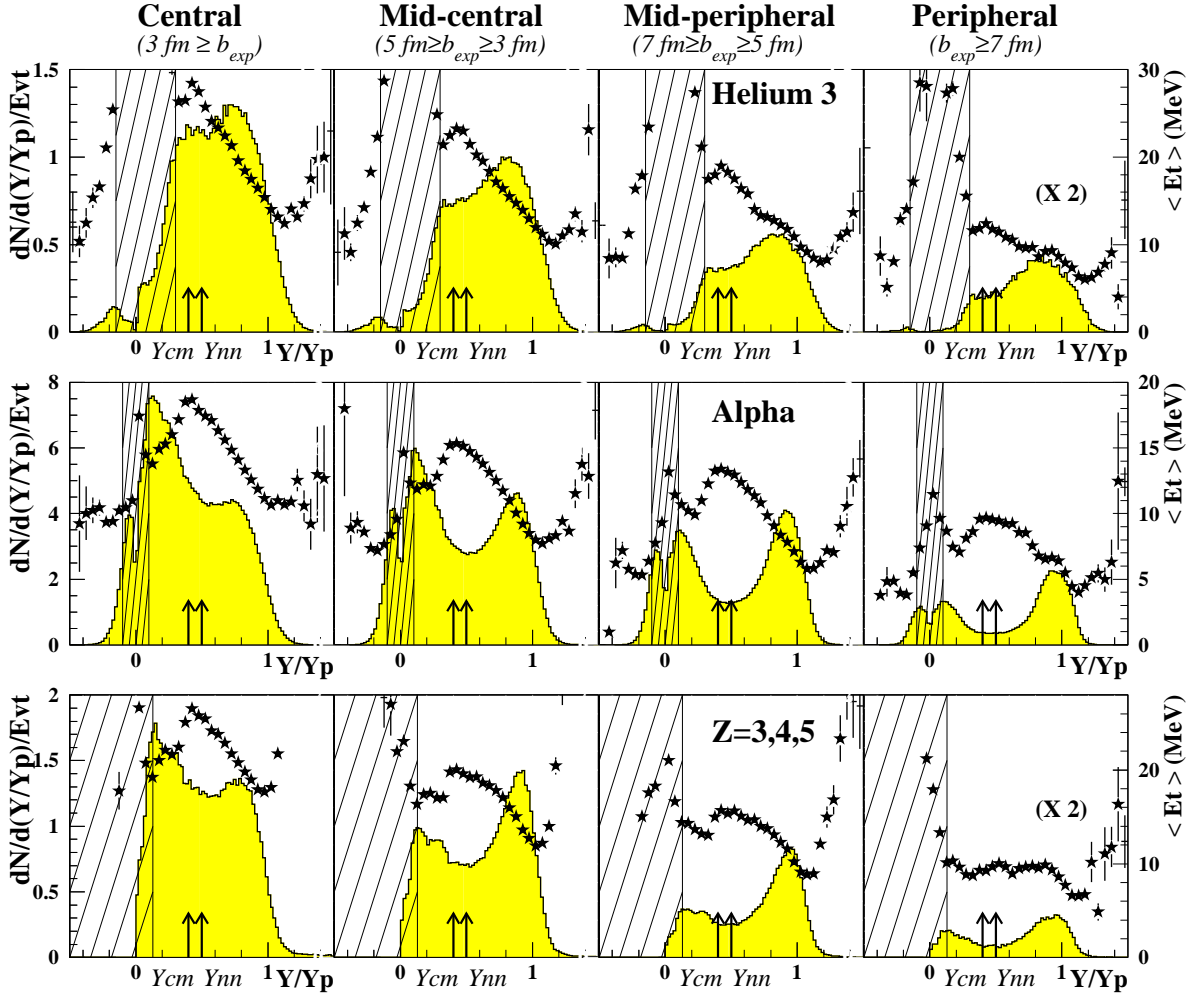 Central Mid-central Mid-peripheral Peripheral
(3 fm ≥ b_exp) (5 fm≥b_exp≥3 fm) (7 fm≥b_exp≥5 fm) (b_exp≥7 fm)
dN/d(Y/Yp)/Evt
1.5
1
0.5
0
Helium 3
(X 2)
30
20
10
0
< Et > (MeV)
0 Ycm Ynn 1 Y/Yp
0 Ycm Ynn 1
0 Ycm Ynn 1
0 Ycm Ynn 1 Y/Yp
dN/d(Y/Yp)/Evt
8
6
4
2
0
Alpha
20
15
10
5
0
< Et > (MeV)
0 1 Y/Yp
0 1
0 1
0 1 Y/Yp
dN/d(Y/Yp)/Evt
2
1.5
1
0.5
0
Z=3,4,5
(X 2)
20
10
0
< Et > (MeV)
0 Ycm Ynn 1 Y/Yp
0 Ycm Ynn 1
0 Ycm Ynn 1
0 Ycm Ynn 1 Y/Yp